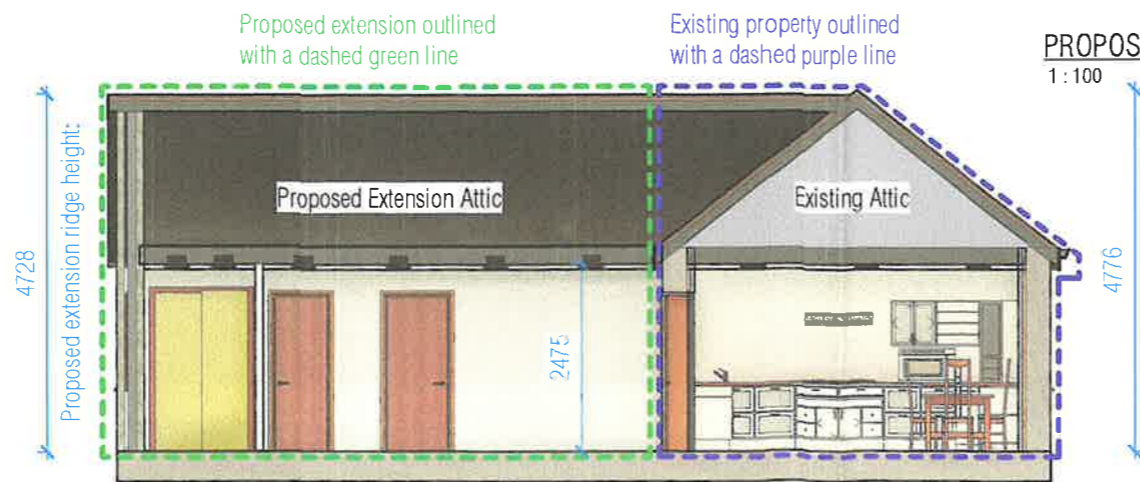 Proposed extension outlined
with a dashed green line
Existing property outlined
with a dashed purple line
PROPOS
1 : 100
4728
Proposed extension ridge height:
Proposed Extension Attic
Existing Attic
2475
4776